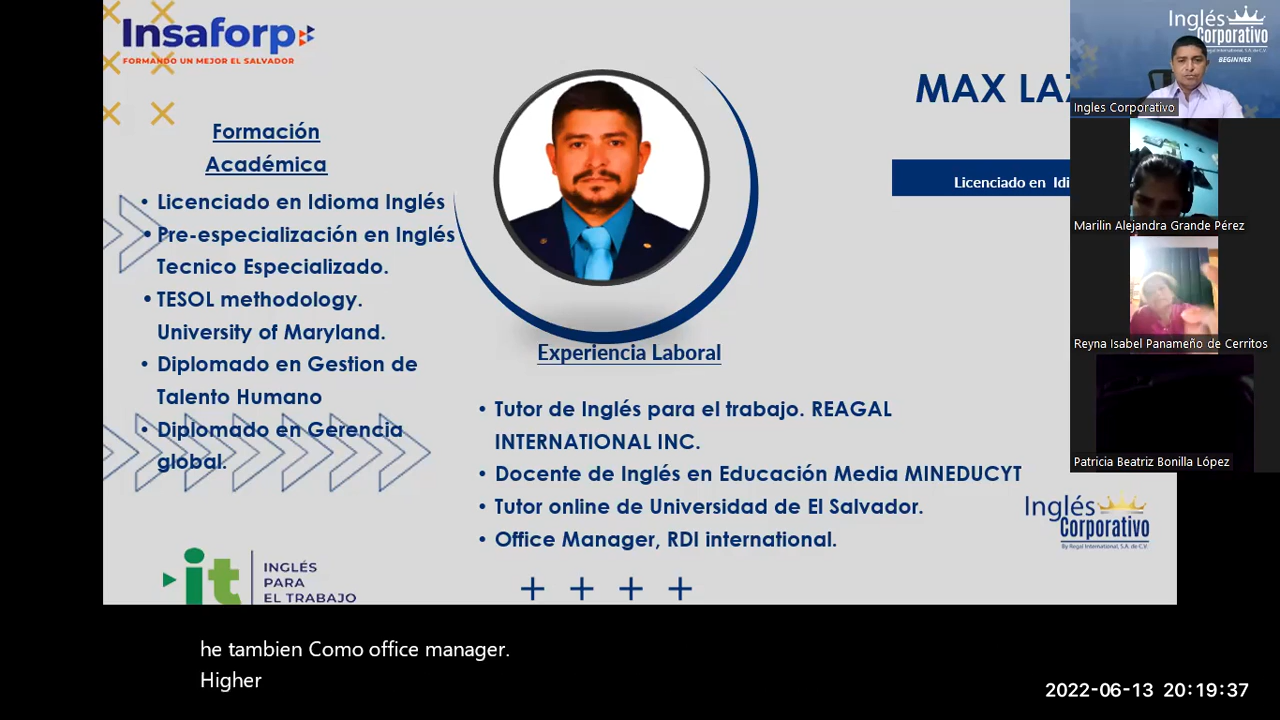 Insaforp
FORMANDO UN MEJOR EL SALVADOR
Formación
Académica
• Licenciado en Idioma Inglés
• Pre-especialización en Inglés
Tecnico Especializado.
• TESOL methodology.
University of Maryland.
• Diplomado en Gestion de
Talento Humano
• Diplomado en Gerencia
global.
it
INGLÉS
PARA
EL TRABAJO
MAX
Licenciado en
Experiencia Laboral
• Tutor de Inglés para el trabajo. REAGAL
INTERNATIONAL INC.
• Docente de Inglés en Educación Media MINEDUCYT
• Tutor online de Universidad de El Salvador.
• Office Manager, RDI international.
Inglés
Corporativo
By Regal International, S.A. de C.V.
Inglés
Corporativo
BEGINNER
Ingles Corporativo
Marilin Alejandra Grande Pérez
Reyna Isabel Panameño de Cerritos
Patricia Beatriz Bonilla López
he tambien Como office manager.
Higher
2022-06-13 20:19:37